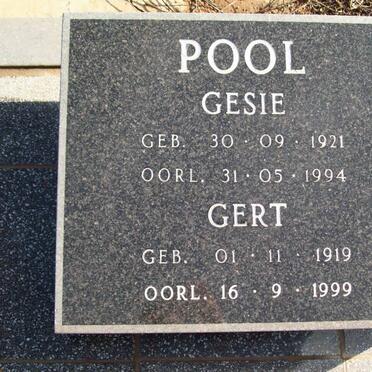 POOL
GESIE
GEB. 30 · 09 · 1921
OORL. 31 · 05 · 1994
GERT
GEB. 01 · 11 · 1919
OORL. 16 · 9 · 1999